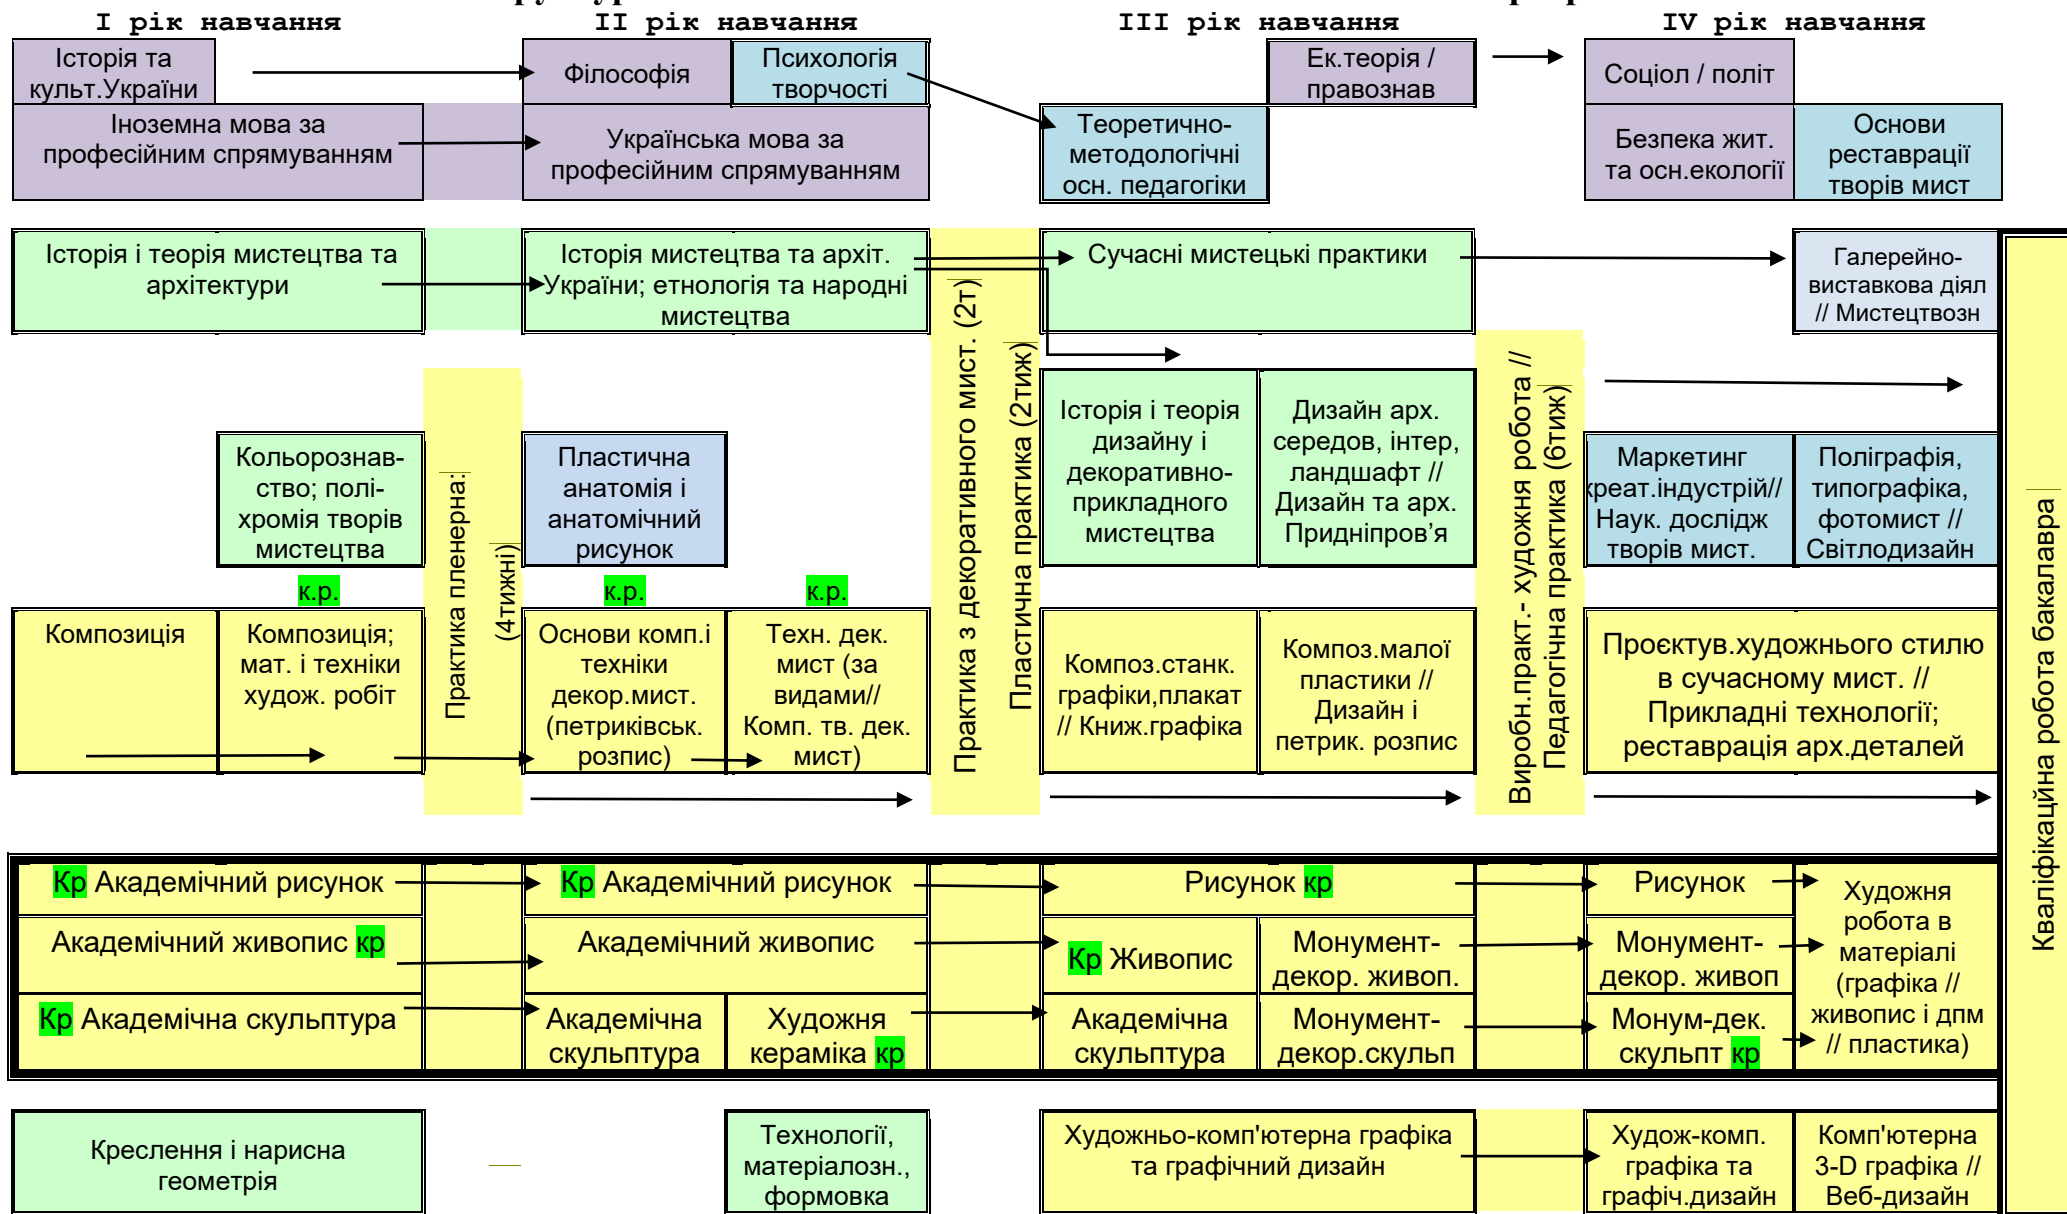 I рік навчання
II рік навчання
III рік навчання
IV рік навчання
Історія та
культ.України
Філософія
Психологія
творчості
Ек.теорія /
правознав
Соціол / політ
Іноземна мова за
професійним спрямуванням
Українська мова за
професійним спрямуванням
Теоретично-
методологічні
осн. педагогіки
Безпека жит.
та осн.екології
Основи
реставрації
творів мист
Історія і теорія мистецтва та
архітектури
Історія мистецтва та архіт.
України; етнологія та народні
мистецтва
Сучасні мистецькі практики
Галерейно-
виставкова діял
// Мистецтвозн
Кольорознав-
ство; полі-
хромія творів
мистецтва
Практика пленерна:
(4тижні)
Пластична
анатомія і
анатомічний
рисунок
Практика з декоративного мист. (2т)
Пластична практика (2тиж)
Історія і теорія
дизайну і
декоративно-
прикладного
мистецтва
Дизайн арх.
середов, інтер,
ландшафт //
Дизайн та арх.
Придніпров’я
Виробн.практ.- художня робота //
Педагогічна практика (6тиж)
Маркетинг
креат.індустрій//
Наук. дослідж
творів мист.
Поліграфія,
типографіка,
фотомист //
Світлодизайн
Кваліфікаційна робота бакалавра
к.р.
к.р.
к.р.
Композиція
Композиція;
мат. і техніки
худож. робіт
Основи комп.і
техніки
декор.мист.
(петриківськ.
розпис)
Техн. дек.
мист (за
видами//
Комп. тв. дек.
мист)
Композ.станк.
графіки,плакат
// Книж.графіка
Композ.малої
пластики //
Дизайн і
петрик. розпис
Проєктув.художнього стилю
в сучасному мист. //
Прикладні технології;
реставрація арх.деталей
Кр Академічний рисунок
Кр Академічний рисунок
Рисунок кр
Рисунок
Художня
робота в
матеріалі
(графіка //
живопис і дпм
// пластика)
Академічний живопис кр
Академічний живопис
Кр Живопис
Монумент-
декор. живоп.
Монумент-
декор. живоп
Кр Академічна скульптура
Академічна
скульптура
Художня
кераміка кр
Академічна
скульптура
Монумент-
декор.скульп
Монум-дек.
скульпт кр
Креслення і нарисна
геометрія
Технології,
матеріалозн.,
формовка
Художньо-комп'ютерна графіка
та графічний дизайн
Худож-комп.
графіка та
графіч.дизайн
Комп'ютерна
3-D графіка //
Веб-дизайн